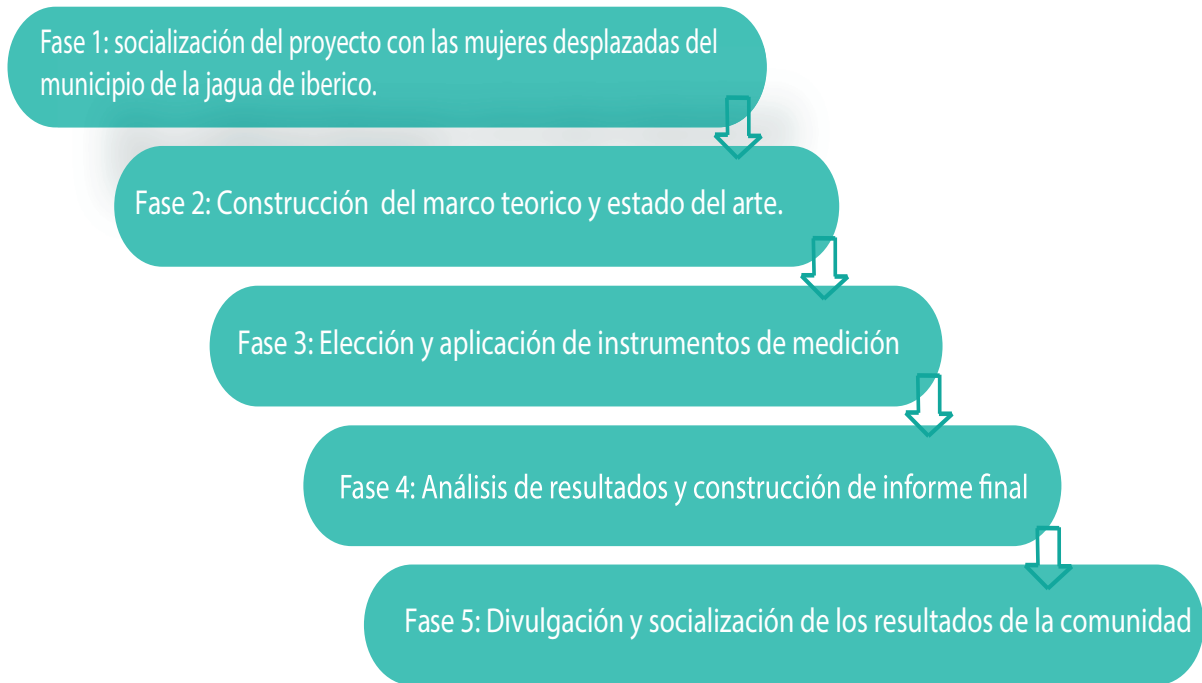 Fase 1: socialización del proyecto con las mujeres desplazadas del
municipio de la jagua de iberico.
Fase 2: Construcción del marco teorico y estado del arte.
Fase 3: Elección y aplicación de instrumentos de medición
Fase 4: Análisis de resultados y construcción de informe final
Fase 5: Divulgación y socialización de los resultados de la comunidad